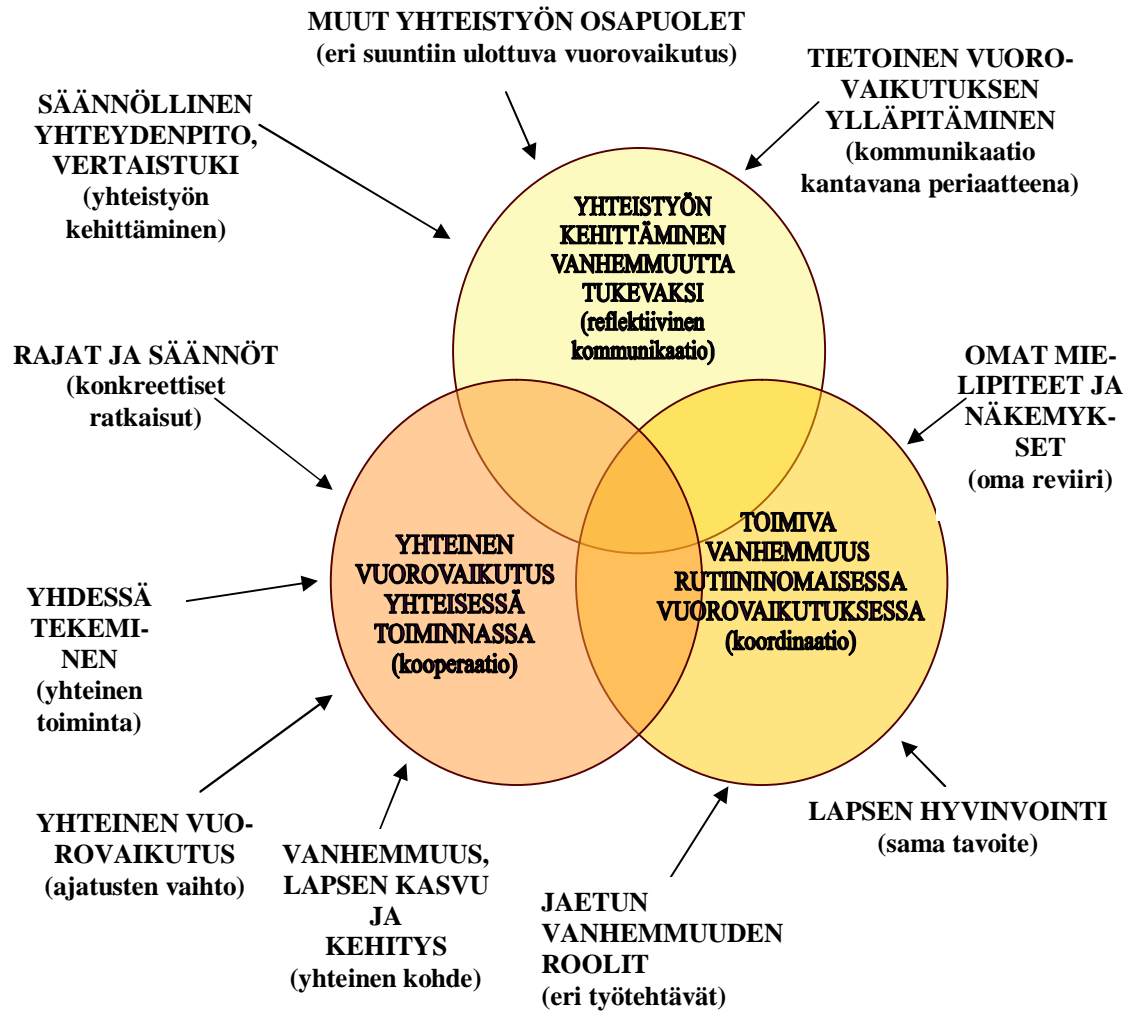 MUUT YHTEISTYÖN OSAPUOLET
(eri suuntiin ulottuva vuorovaikutus)
TIETOINEN VUORO-
VAIKUTUKSEN
YLLÄPITÄMINEN
(kommunikaatio
kantavana periaatteena)
SÄÄNNÖLLINEN
YHTEYDENPITO,
VERTAISTUKI
(yhteistyön
kehittäminen)
YHTEISTYÖN
KEHITTÄMINEN
VANHEMMUUTTA
TUKEVAKSI
(reflektiivinen
kommunikaatio)
RAJAT JA SÄÄNNÖT
(konkreettiset
ratkaisut)
OMAT MIE-
LIPITEET JA
NÄKEMYK-
SET
(oma reviiri)
YHTEINEN
VUOROVAIKUTUS
YHTEISESSÄ
TOIMINNASSA
(kooperaatio)
TOIMIVA
VANHEMMUUS
RUTIININOMAISESSA
VUOROVAIKUTUKSESSA
(koordinaatio)
YHDESSÄ
TEKEMI-
NEN
(yhteinen
toiminta)
YHTEINEN VUO-
ROVAIKUTUS
(ajatusten vaihto)
VANHEMMUUS,
LAPSEN KASVU
JA
KEHITYS
(yhteinen kohde)
JAETUN
VANHEMMUUDEN
ROOLIT
(eri työtehtävät)
LAPSEN HYVINVOINTI
(sama tavoite)